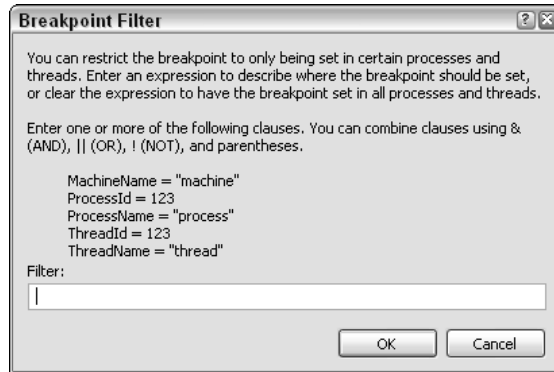 Breakpoint Filter
You can restrict the breakpoint to only being set in certain processes and
threads. Enter an expression to describe where the breakpoint should be set,
or clear the expression to have the breakpoint set in all processes and threads.
Enter one or more of the following clauses. You can combine clauses using &
(AND), || (OR), ! (NOT), and parentheses.
MachineName = "machine"
ProcessId = 123
ProcessName = "process"
ThreadId = 123
ThreadName = "thread"
Filter:
OK Cancel